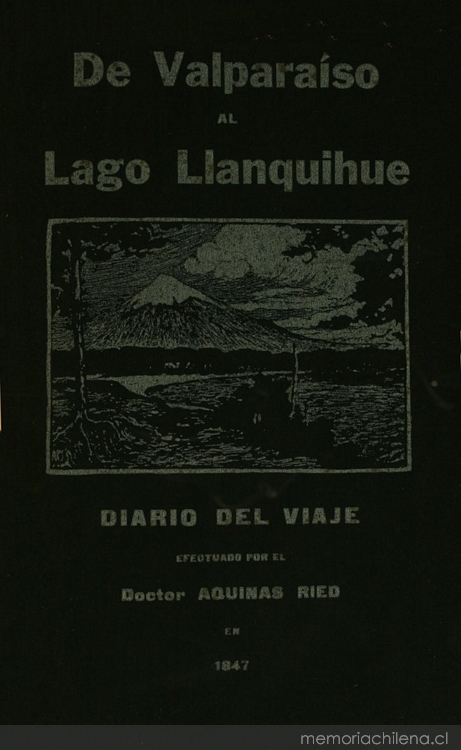 De Valparaíso
AL
Lago Llanquihue
DIARIO DEL VIAJE
EFECTUADO POR EL
Doctor AQUINAS RIED
EN
1847
memoriachilena.cl